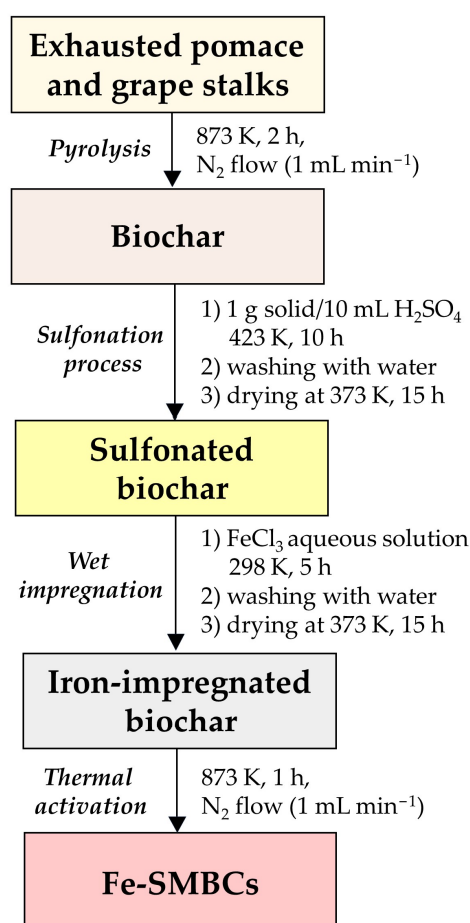 Exhausted pomace
and grape stalks
Pyrolysis
873 K, 2 h,
N₂ flow (1 mL min⁻¹)
Biochar
Sulfonation
process
1) 1 g solid/10 mL H₂SO₄
423 K, 10 h
2) washing with water
3) drying at 373 K, 15 h
Sulfonated
biochar
Wet
impregnation
1) FeCl₃ aqueous solution
298 K, 5 h
2) washing with water
3) drying at 373 K, 15 h
Iron-impregnated
biochar
Thermal
activation
873 K, 1 h,
N₂ flow (1 mL min⁻¹)
Fe-SMBCs